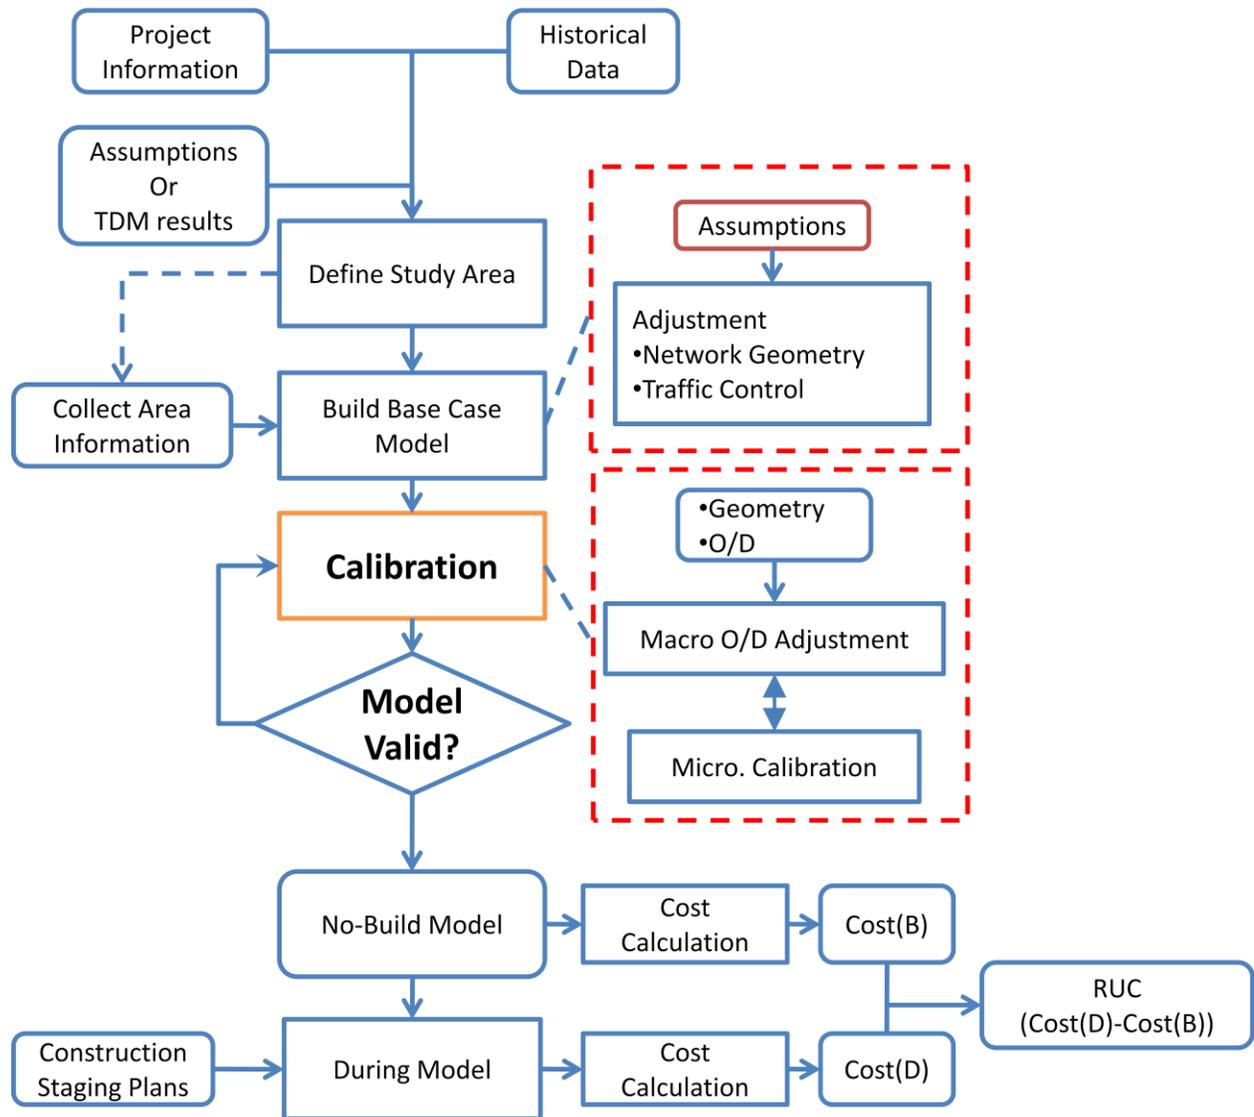 Project
Information
Historical
Data
Assumptions
Or
TDM results
Define Study Area
Assumptions
Adjustment
•Network Geometry
•Traffic Control
Collect Area
Information
Build Base Case
Model
•Geometry
•O/D
Calibration
Macro O/D Adjustment
Model
Valid?
Micro. Calibration
No-Build Model
Cost
Calculation
Cost(B)
RUC
(Cost(D)-Cost(B))
Construction
Staging Plans
During Model
Cost
Calculation
Cost(D)